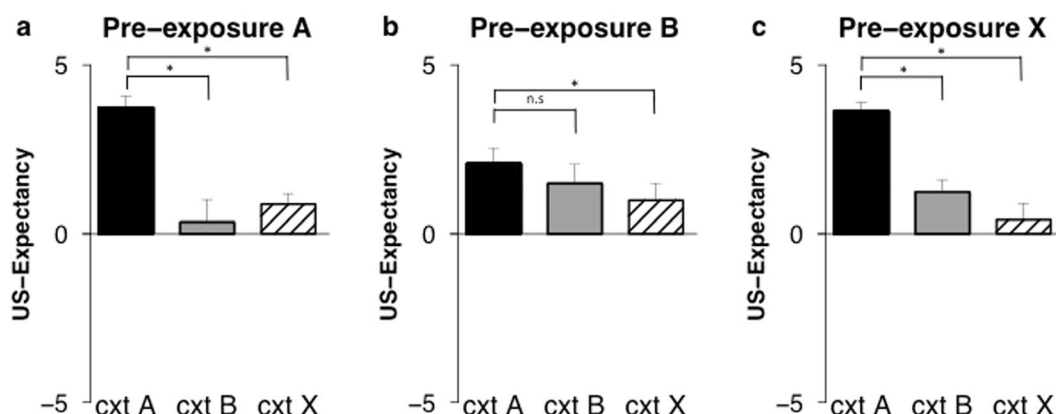 a Pre-exposure A
5
*
*
US-Expectancy
0
-5
cxt A cxt B cxt X
b Pre-exposure B
5
*
n.s
US-Expectancy
0
-5
cxt A cxt B cxt X
c Pre-exposure X
5
*
*
US-Expectancy
0
-5
cxt A cxt B cxt X